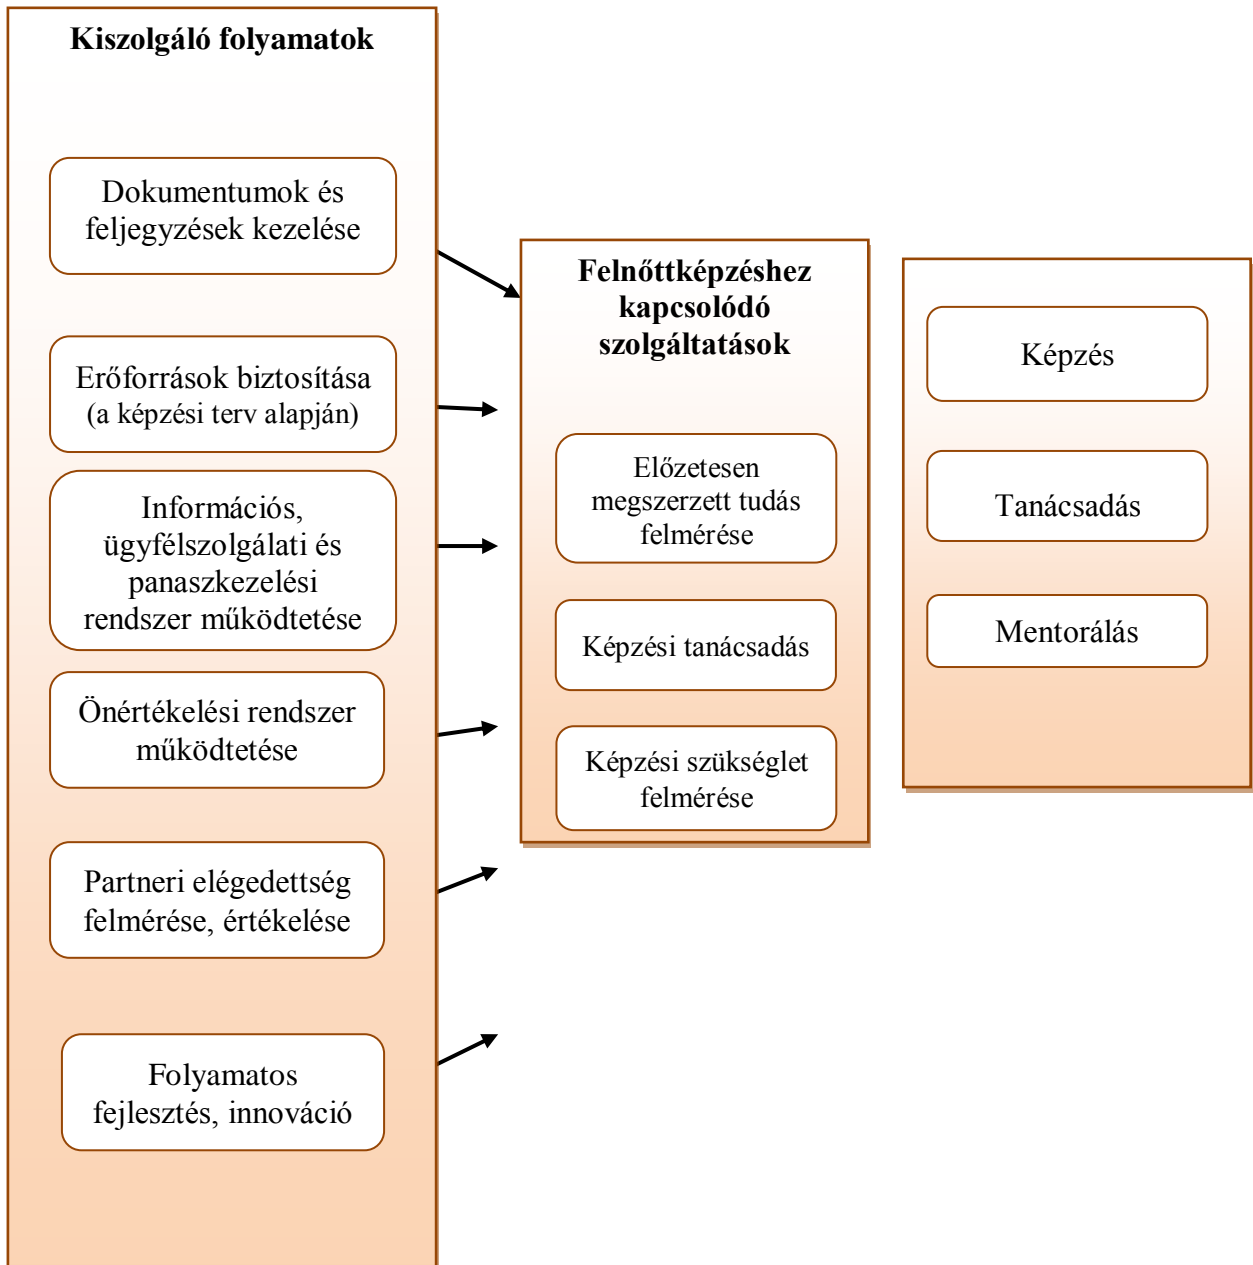 Kiszolgáló folyamatok
Dokumentumok és
feljegyzések kezelése
Erőforrások biztosítása
(a képzési terv alapján)
Információs,
ügyfélszolgálati és
panaszkezelési
rendszer működtetése
Önértékelési rendszer
működtetése
Partneri elégedettség
felmérése, értékelése
Folyamatos
fejlesztés, innováció
Felnőttképzéshez
kapcsolódó
szolgáltatások
Előzetesen
megszerzett tudás
felmérése
Képzési tanácsadás
Képzési szükséglet
felmérése
Képzés
Tanácsadás
Mentorálás